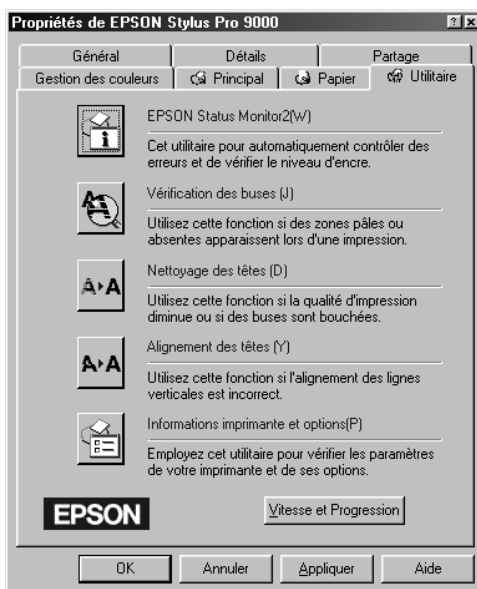 Propriétés de EPSON Stylus Pro 9000
Général Détails Partage
Gestion des couleurs Principal Papier Utilitaire
EPSON Status Monitor2(W)
Cet utilitaire pour automatiquement contrôler des
erreurs et de vérifier le niveau d'encre.
Vérification des buses (J)
Utilisez cette fonction si des zones pâles ou
absentes apparaissent lors d'une impression.
Nettoyage des têtes (D)
Utilisez cette fonction si la qualité d'impression
diminue ou si des buses sont bouchées.
Alignement des têtes (Y)
Utilisez cette fonction si l'alignement des lignes
verticales est incorrect.
Informations imprimante et options(P)
Employez cet utilitaire pour vérifier les paramètres
de votre imprimante et de ses options.
EPSON Vitesse et Progression
OK Annuler Appliquer Aide